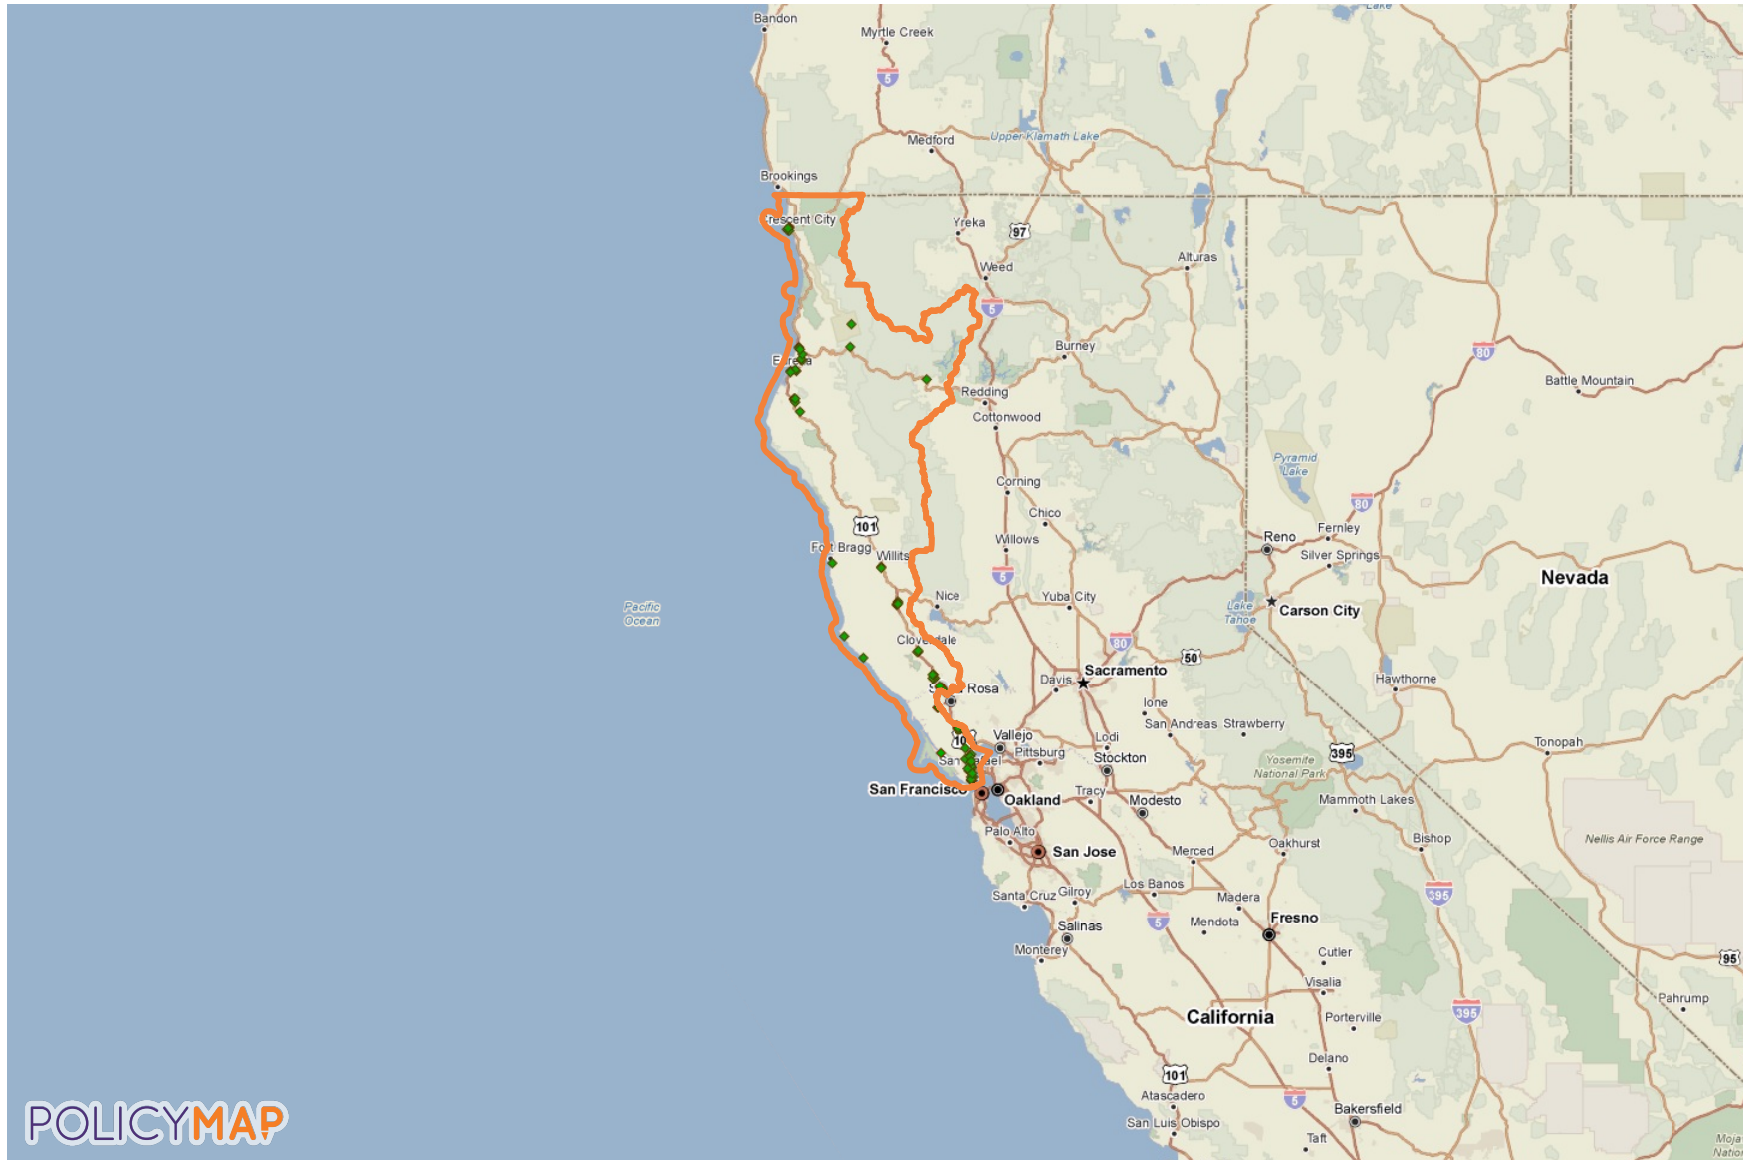 Bandon
Lake
Myrtle Creek
5
Medford
Upper Klamath Lake
Brookings
Crescent City
Yreka
97
Alturas
Weed
5
Burney
80
Eureka
Battle Mountain
Redding
Cottonwood
Pyramid
Lake
Corning
80
Chico
101
Fernley
Reno
Willows
Fort Bragg
Willits
Silver Springs
5
Nevada
Nice
Yuba City
Lake
Tahoe
Carson City
Pacific
Ocean
Cloverdale
80
50
Sacramento
Davis
Hawthorne
Santa Rosa
Ione
San Andreas
Strawberry
101
Vallejo
Lodi
Tonopah
395
Pittsburg
Stockton
San Rafael
Yosemite
National Park
San Francisco
Oakland
Tracy
Modesto
Mammoth Lakes
Palo Alto
Bishop
Nellis Air Force Range
San Jose
Merced
Oakhurst
Santa Cruz
Gilroy
Los Banos
Madera
395
Salinas
5
Mendota
Fresno
Monterey
Cutler
95
Visalia
Pahrump
California
Porterville
395
Delano
101
Atascadero
5
Bakersfield
POLICYMAP
San Luis Obispo
Taft
Moja
Nation